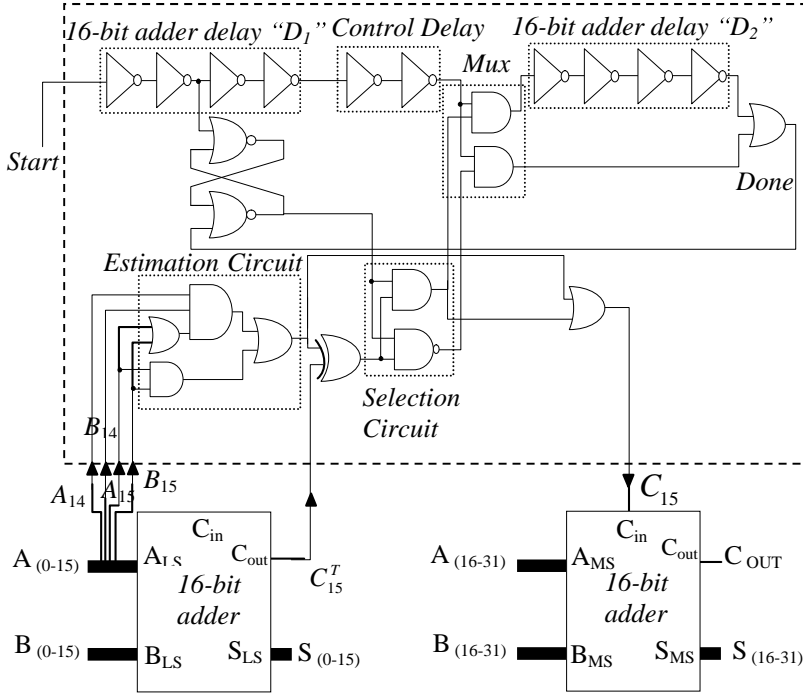 16-bit adder delay “D1”
Control Delay
16-bit adder delay “D2”
Mux
Start
Done
Estimation Circuit
Selection
Circuit
B14
A14
A15
B15
C15
Cin
Cin
A (0-15)
ALS
Cout
C15T
16-bit
adder
B (0-15)
BLS
SLS
S (0-15)
A (16-31)
AMS
Cout
COUT
16-bit
adder
B (16-31)
BMS
SMS
S (16-31)